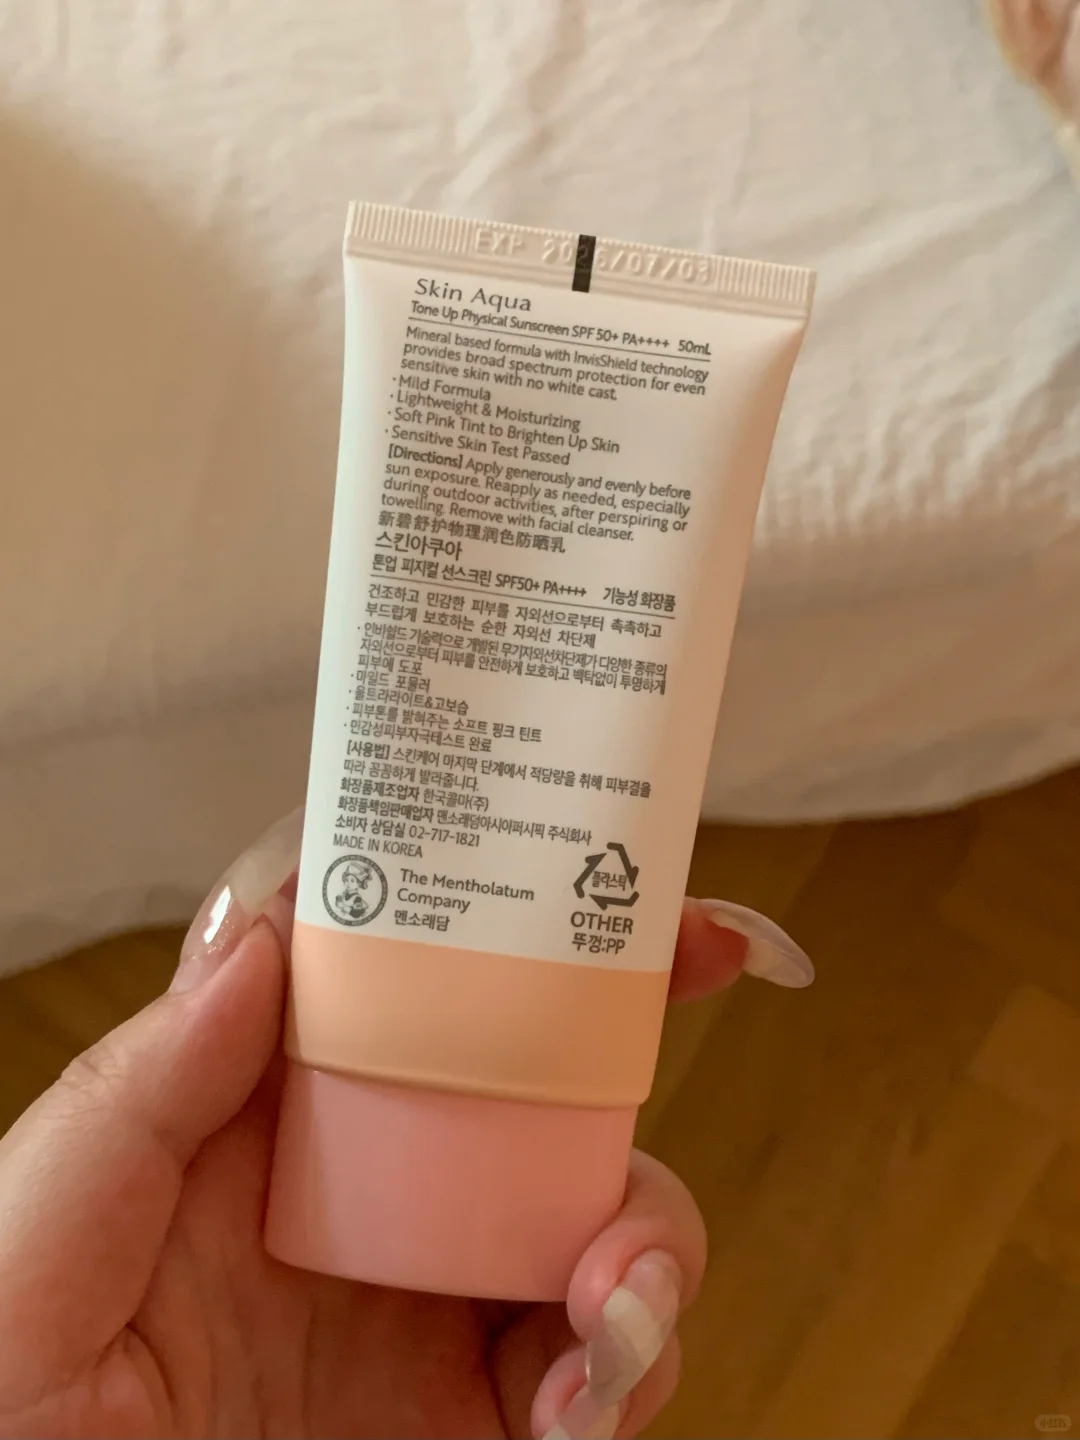 EXP 2026/07/03
Skin Aqua
Tone Up Physical Sunscreen SPF 50+ PA++++ 50mL
Mineral based formula with InvisShield technology
provides broad spectrum protection for even
sensitive skin with no white cast.
· Mild Formula
· Lightweight & Moisturizing
· Soft Pink Tint to Brighten Up Skin
· Sensitive Skin Test Passed
[Directions] Apply generously and evenly before
sun exposure. Reapply as needed, especially
during outdoor activities, after perspiring or
towelling. Remove with facial cleanser.
新碧舒护物理润色防晒乳
스킨아쿠아
톤업 피지컬 선스크린 SPF50+ PA++++ 기능성 화장품
건조하고 민감한 피부를 자외선으로부터 촉촉하고
부드럽게 보호하는 순한 자외선 차단제
· 인비쉴드 기술력으로 개발된 무기자외선차단제가 다양한 종류의
자외선으로부터 피부를 안전하게 보호하고 백탁없이 투명하게
피부에 도포
· 마일드 포뮬러
· 울트라라이트&고보습
· 피부톤를 밝혀주는 소프트 핑크 틴트
· 민감성피부자극테스트 완료
[사용법] 스킨케어 마지막 단계에서 적당량을 취해 피부결을
따라 꼼꼼하게 발라줍니다.
화장품제조업자 한국콜마(주)
화장품책임판매업자 맨소래덤아시아퍼시픽 주식회사
소비자 상담실 02-717-1821
MADE IN KOREA
The Mentholatum
Company
멘소래담
플라스틱
OTHER
뚜껑:PP